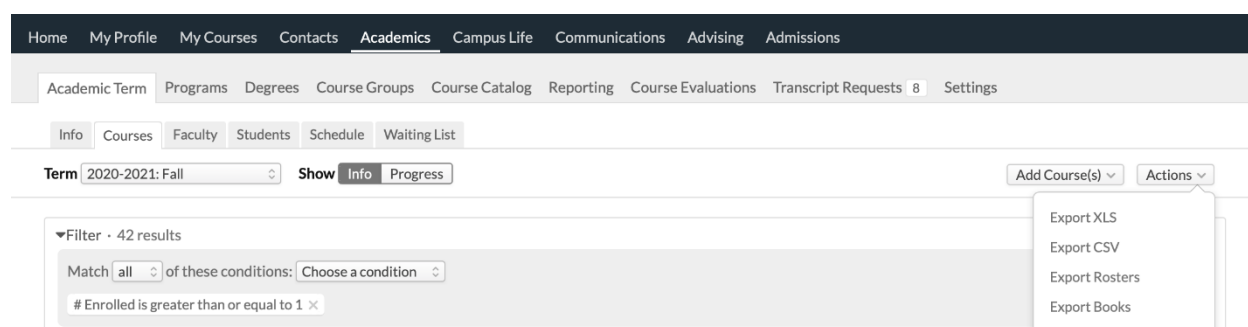 Home My Profile My Courses Contacts Academics Campus Life Communications Advising Admissions
Academic Term Programs Degrees Course Groups Course Catalog Reporting Course Evaluations Transcript Requests 8 Settings
Info Courses Faculty Students Schedule Waiting List
Term 2020-2021: Fall Show Info Progress Add Course(s) Actions
Export XLS
Filter · 42 results
Export CSV
Match all of these conditions: Choose a condition
Export Rosters
# Enrolled is greater than or equal to 1 ×
Export Books